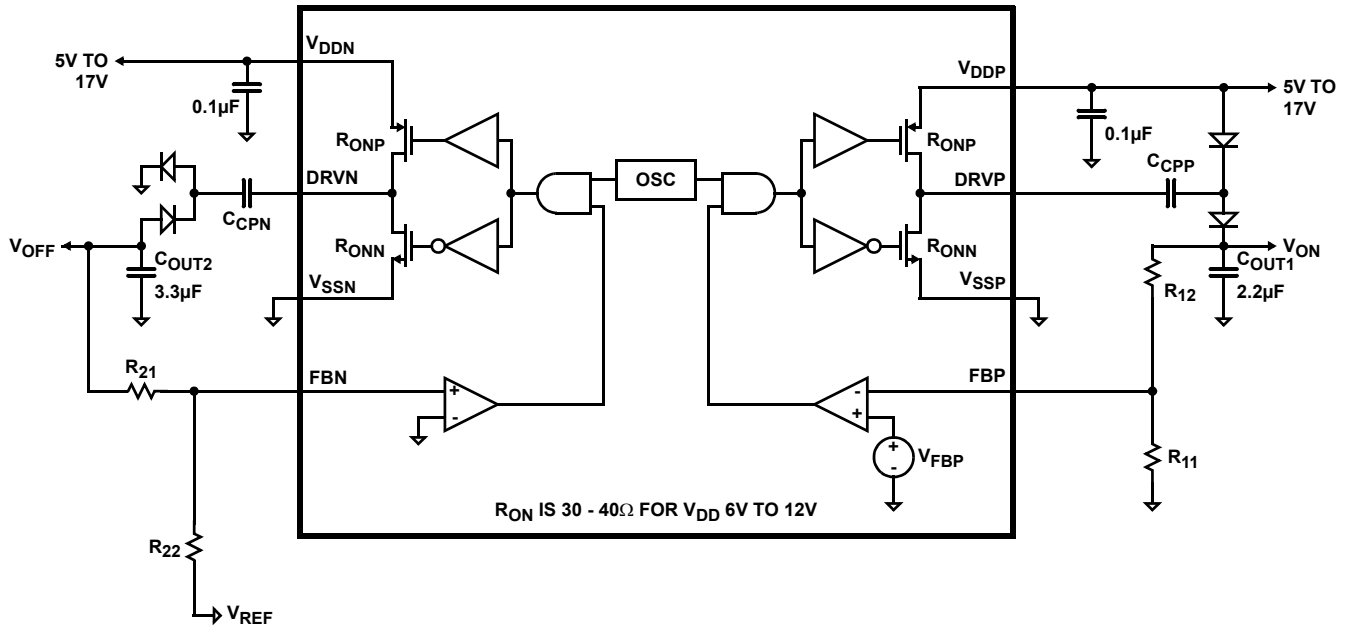 VDDN
5V TO
17V
0.1µF
RONP
DRVN
CCPN
VOFF
COUT2
3.3µF
RONN
VSSN
R21
FBN
+
-
R22
VREF
OSC
VDDP
5V TO
17V
0.1µF
RONP
CCPP
DRVP
RONN
VSSP
VON
COUT1
2.2µF
R12
FBP
-
+
+
-
VFBP
R11
RON IS 30 - 40Ω FOR VDD 6V TO 12V